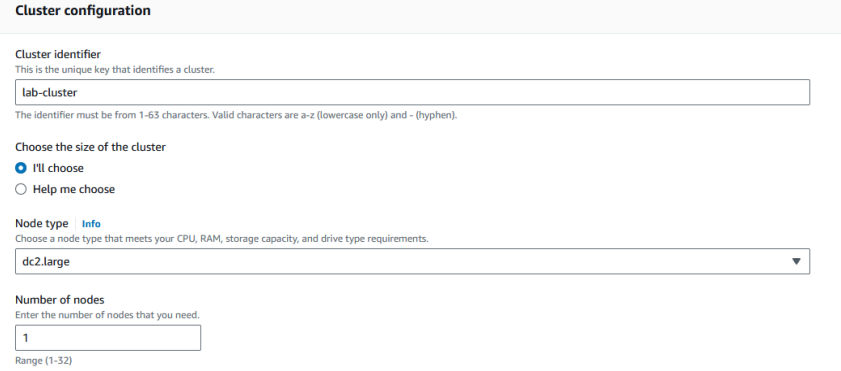 Cluster configuration
Cluster identifier
This is the unique key that identifies a cluster.
lab-cluster
The identifier must be from 1-63 characters. Valid characters are a-z (lowercase only) and - (hyphen).
Choose the size of the cluster
I'll choose
Help me choose
Node type Info
Choose a node type that meets your CPU, RAM, storage capacity, and drive type requirements.
dc2.large
Number of nodes
Enter the number of nodes that you need.
1
Range (1-32)